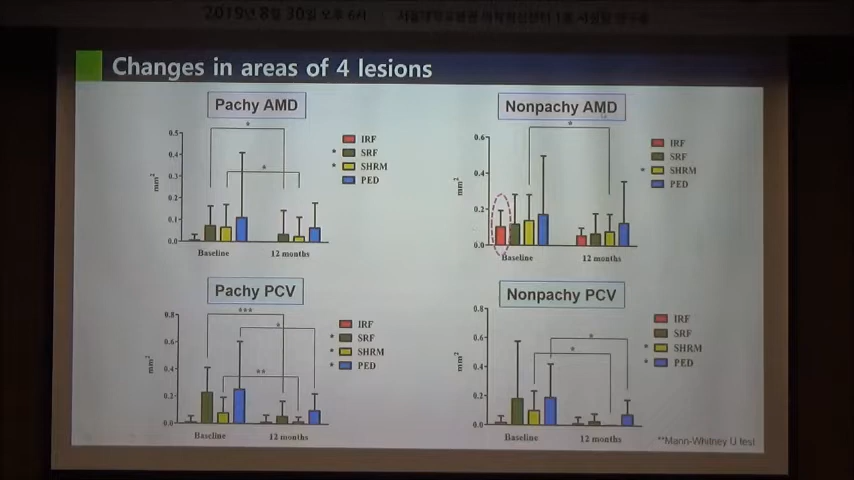 2019년 8월 30일 오후 6시
Changes in areas of 4 lesions
Pachy AMD
*
*
0.5
0.4
0.3
0.2
0.1
0.0
mm²
Baseline
12 months
IRF
* SRF
* SHRM
PED
Nonpachy AMD
*
0.6
0.4
0.2
0.0
mm²
Baseline
12 months
IRF
SRF
* SHRM
PED
Pachy PCV
***
*
**
0.8
0.6
0.4
0.2
0.0
mm²
Baseline
12 months
IRF
* SRF
* SHRM
* PED
Nonpachy PCV
*
*
0.8
0.6
0.4
0.2
0.0
mm²
Baseline
12 months
IRF
SRF
* SHRM
* PED
**Mann-Whitney U test